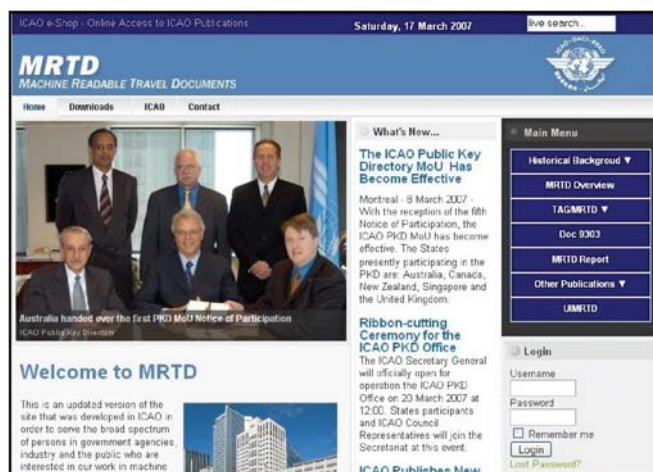 ICAO e-Shop - Online Access to ICAO Publications
Saturday, 17 March 2007
live search...
MRTD
MACHINE READABLE TRAVEL DOCUMENTS
Home
Downloads
ICAO
Contact
Australia handed over the first PKD MoU Notice of Participation
ICAO Public Key Directory
Welcome to MRTD
This is an updated version of the
site that was developed in ICAO in
order to serve the broad spectrum
of persons in government agencies,
industry and the public who are
interested in our work in machine
What's New...
The ICAO Public Key
Directory MoU Has
Become Effective
Montreal - 8 March 2007 -
With the reception of the fifth
Notice of Participation, the
ICAO PKD MoU has become
effective. The States
presently participating in the
PKD are: Australia, Canada,
New Zealand, Singapore and
the United Kingdom.
Ribbon-cutting
Ceremony for the
ICAO PKD Office
The ICAO Secretary General
will officially open for
operation the ICAO PKD
Office on 20 March 2007 at
12:00. States participants
and ICAO Council
Representatives will join the
Secretariat at this event.
ICAO Publishes New
Main Menu
Historical Backgroud ▼
MRTD Overview
TAG/MRTD ▼
Doc 9303
MRTD Report
Other Publications ▼
UIMRTD
Login
Username
Password
Remember me
Login
Lost Password?